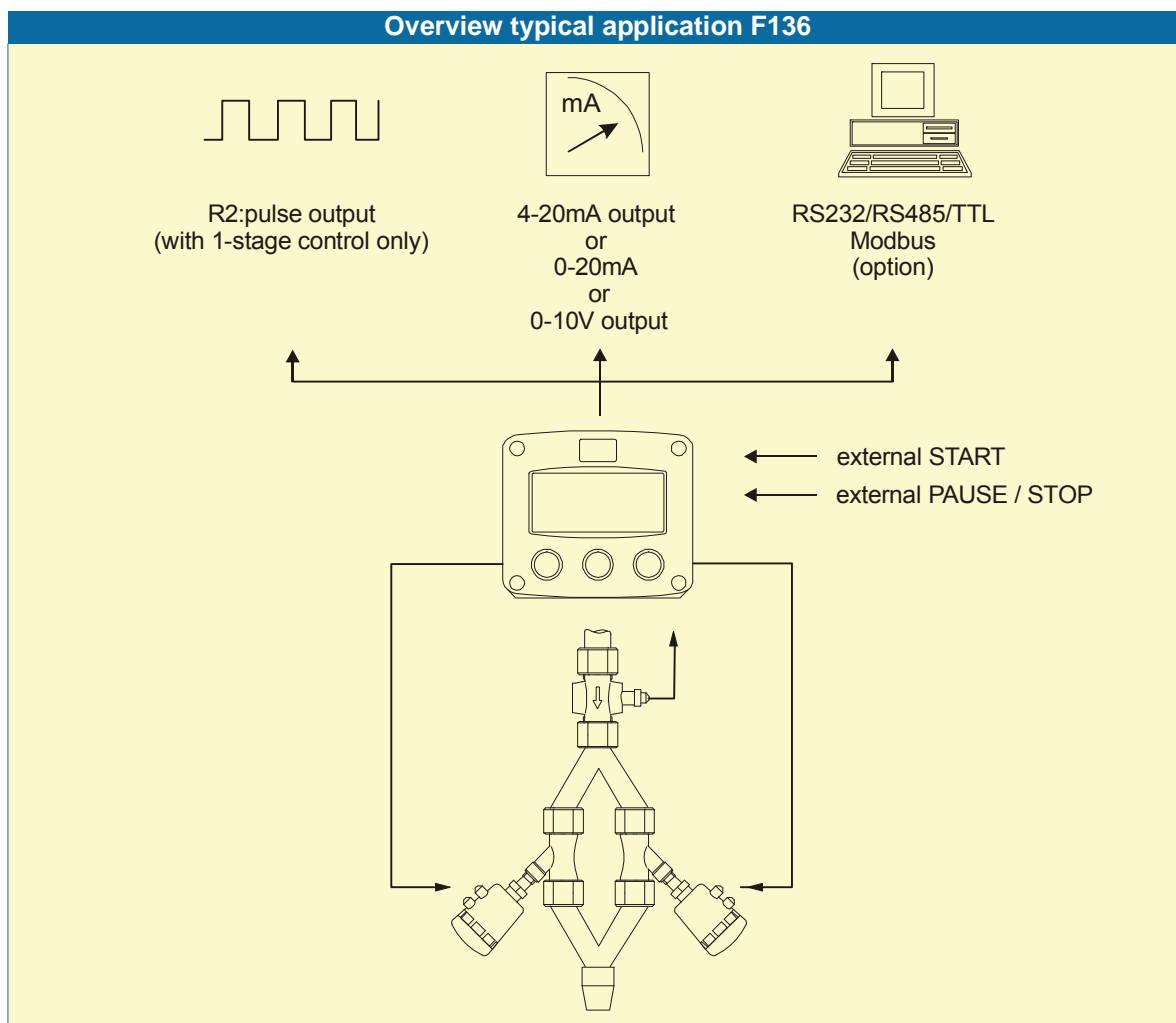 Overview typical application F136
mA
R2:pulse output
(with 1-stage control only)
4-20mA output
or
0-20mA
or
0-10V output
RS232/RS485/TTL
Modbus
(option)
external START
external PAUSE / STOP